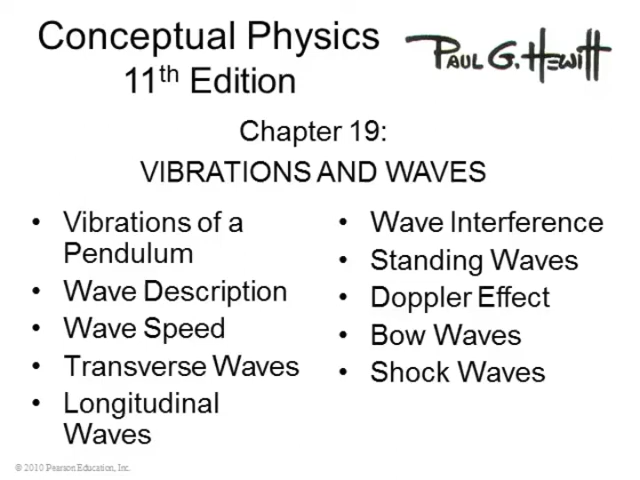 Conceptual Physics
11th Edition
PAUL G. HEWITT
Chapter 19:
VIBRATIONS AND WAVES
• Vibrations of a
Pendulum
• Wave Description
• Wave Speed
• Transverse Waves
• Longitudinal
Waves
• Wave Interference
• Standing Waves
• Doppler Effect
• Bow Waves
• Shock Waves
© 2010 Pearson Education, Inc.